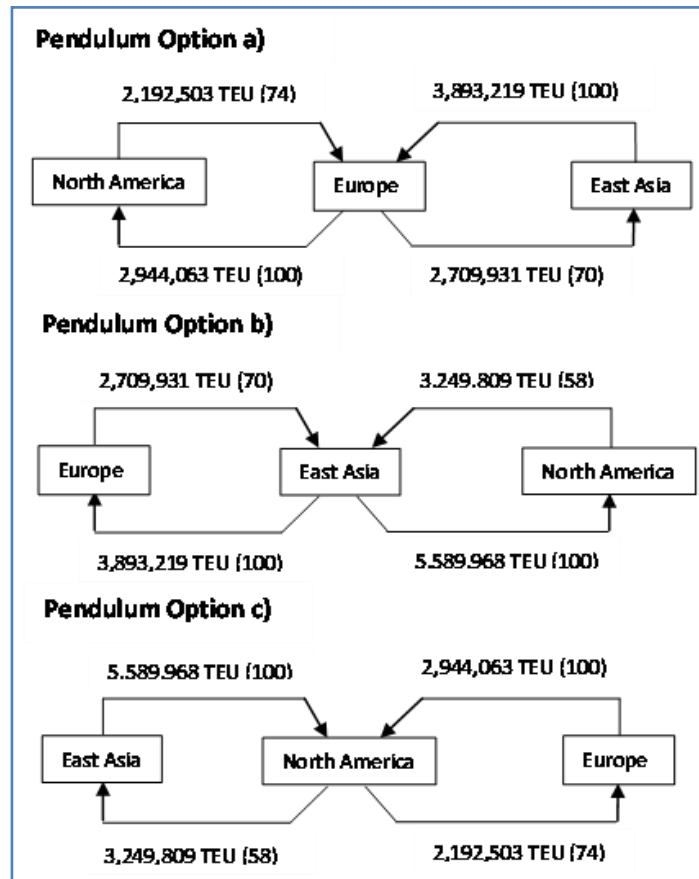 Pendulum Option a)
2,192,503 TEU (74)
3,893,219 TEU (100)
North America
Europe
East Asia
2,944,063 TEU (100)
2,709,931 TEU (70)
Pendulum Option b)
2,709,931 TEU (70)
3.249.809 TEU (58)
Europe
East Asia
North America
3,893,219 TEU (100)
5.589.968 TEU (100)
Pendulum Option c)
5.589.968 TEU (100)
2,944,063 TEU (100)
East Asia
North America
Europe
3,249,809 TEU (58)
2,192,503 TEU (74)